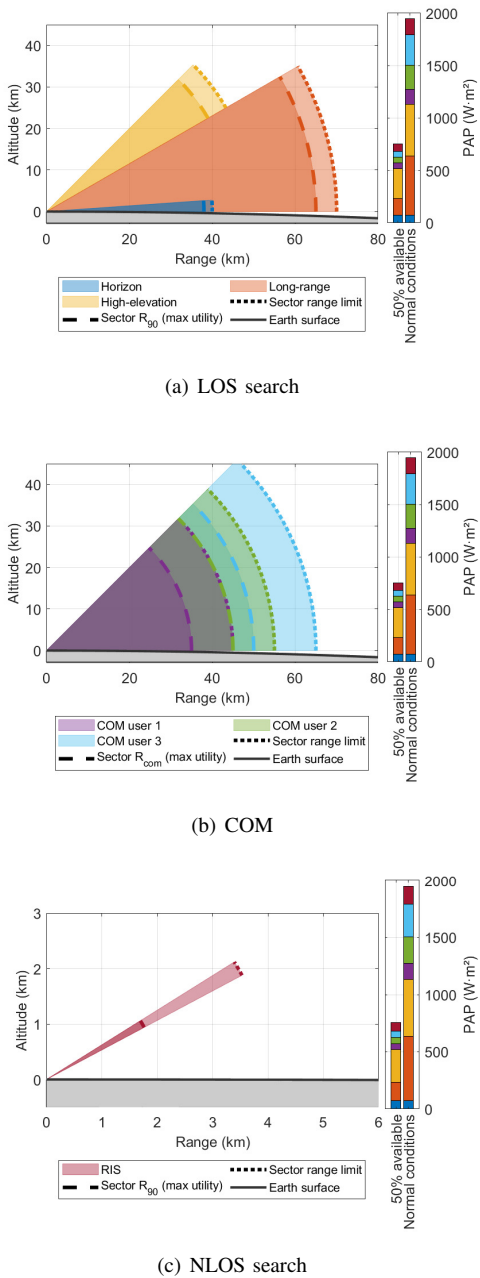 40
30
20
10
0
Altitude (km)
0 20 40 60 80
Range (km)
2000
1500
1000
500
0
PAP (W·m²)
50% available
Normal conditions
Horizon
Long-range
High-elevation
Sector range limit
Sector R90 (max utility)
Earth surface
(a) LOS search
40
30
20
10
0
Altitude (km)
0 20 40 60 80
Range (km)
2000
1500
1000
500
0
PAP (W·m²)
50% available
Normal conditions
COM user 1
COM user 2
COM user 3
Sector range limit
Sector Rcom (max utility)
Earth surface
(b) COM
3
2
1
0
Altitude (km)
0 1 2 3 4 5 6
Range (km)
2000
1500
1000
500
0
PAP (W·m²)
50% available
Normal conditions
RIS
Sector range limit
Sector R90 (max utility)
Earth surface
(c) NLOS search